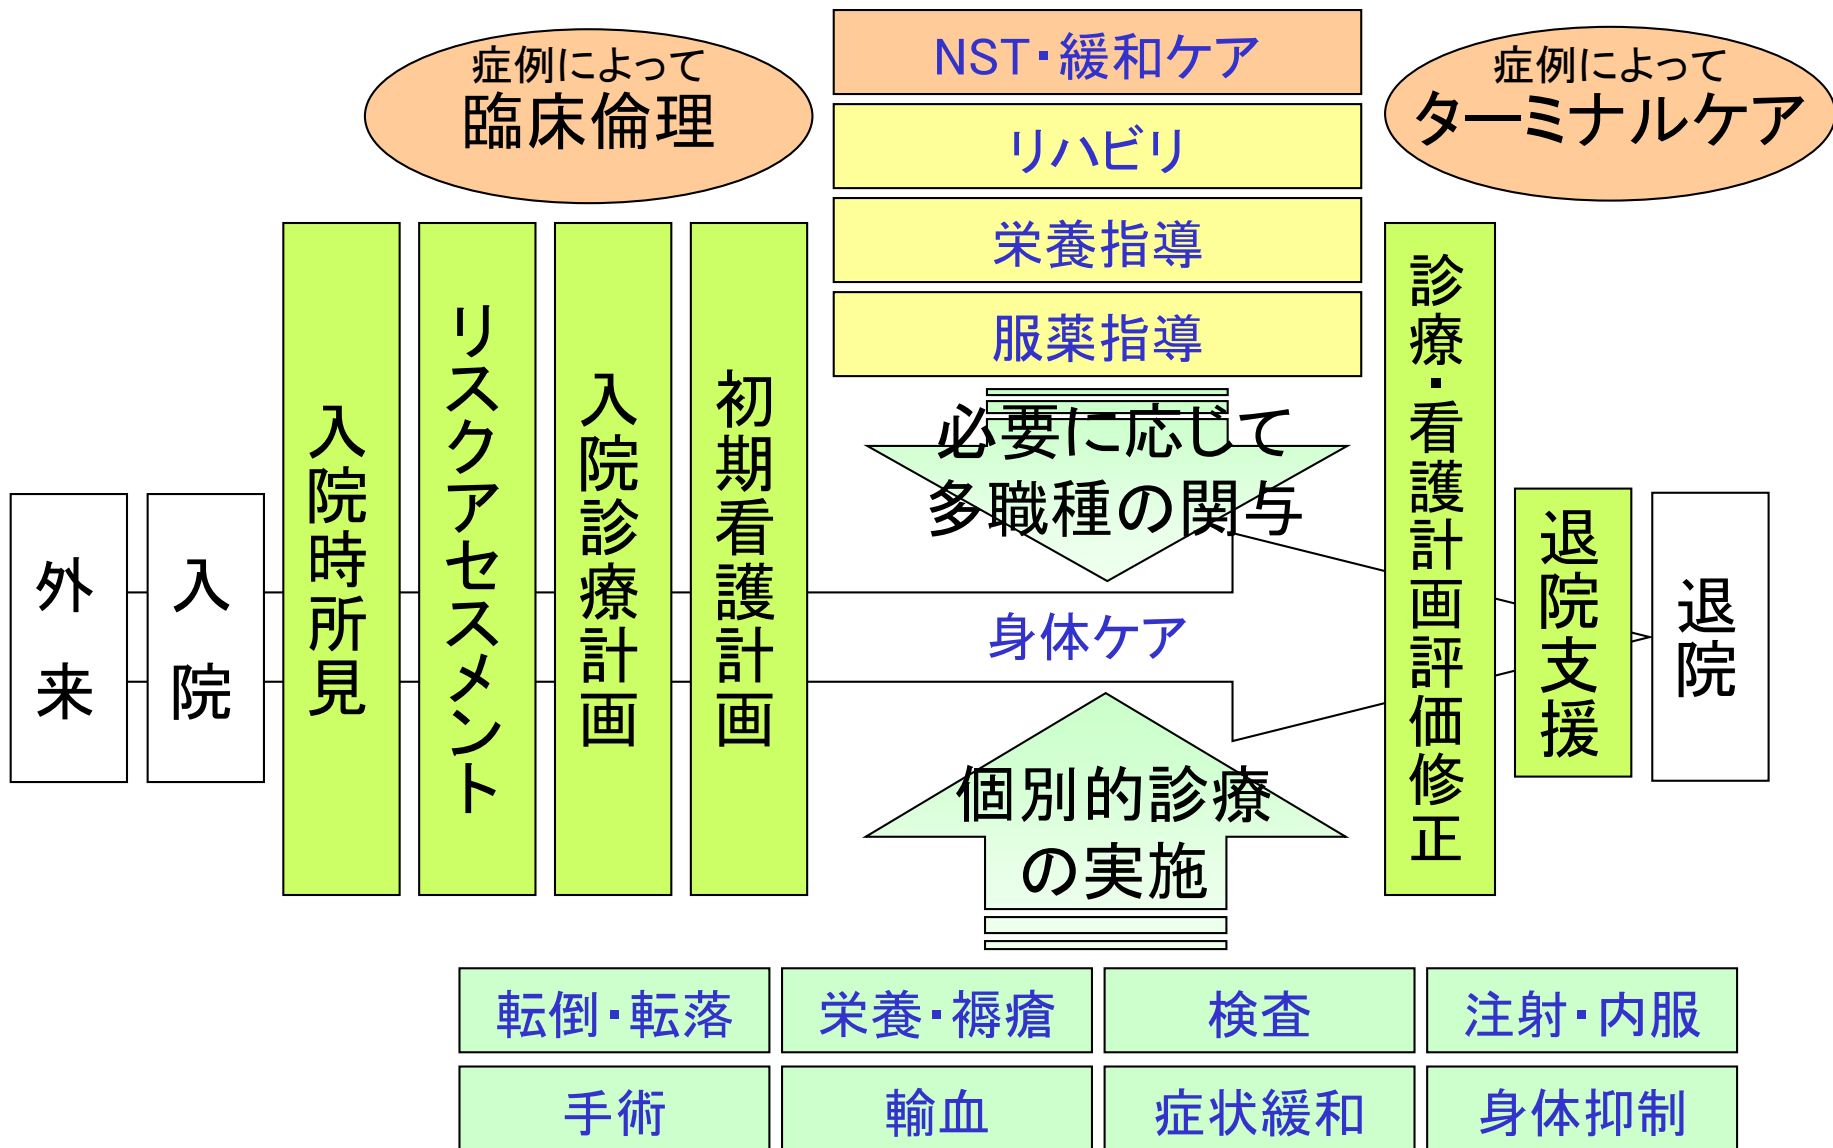 症例によって
臨床倫理
NST・緩和ケア
リハビリ
栄養指導
服薬指導
症例によって
ターミナルケア
外来
入院
入院時所見
リスクアセスメント
入院診療計画
初期看護計画
必要に応じて
多職種の関与
身体ケア
個別的診療
の実施
診療・看護計画評価修正
退院支援
退院
転倒・転落
栄養・褥瘡
検査
注射・内服
手術
輸血
症状緩和
身体抑制